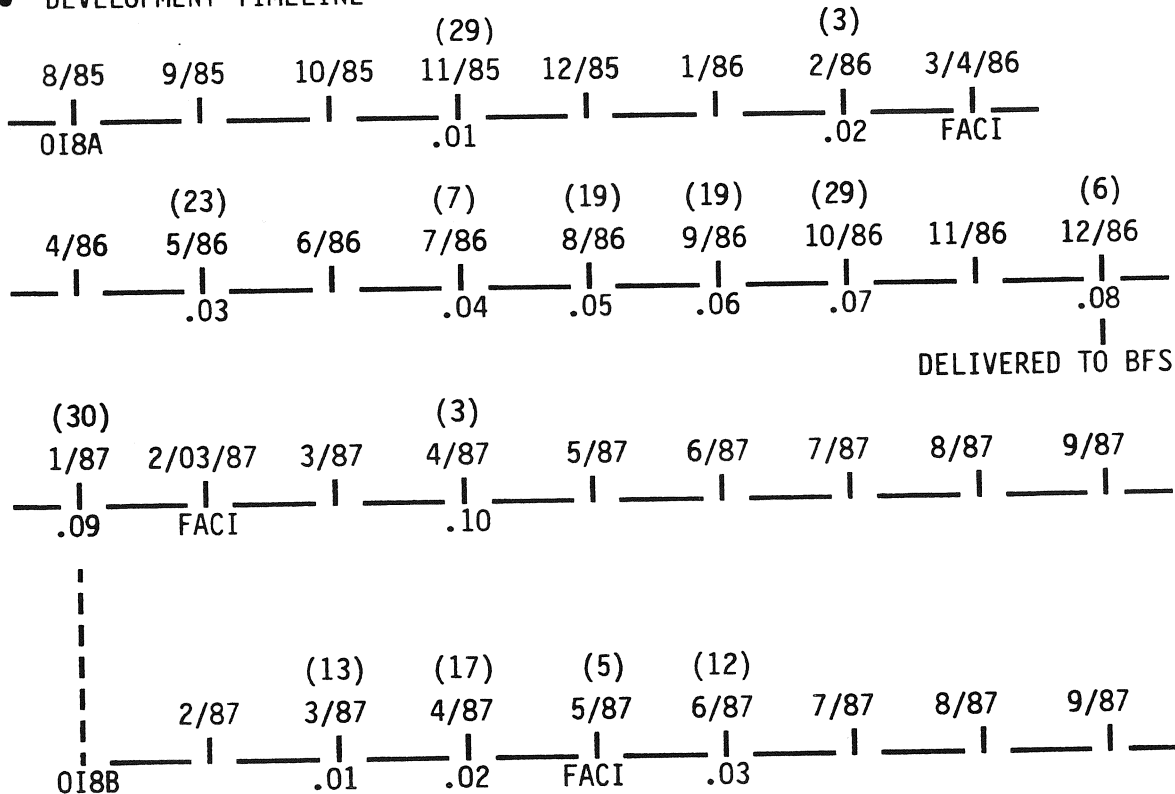 ● DEVELOPMENT TIMELINE
(29) (3)
8/85 9/85 10/85 11/85 12/85 1/86 2/86 3/4/86
OI8A .01 .02 FACI
(23) (7) (19) (19) (29) (6)
4/86 5/86 6/86 7/86 8/86 9/86 10/86 11/86 12/86
.03 .04 .05 .06 .07 .08
DELIVERED TO BFS
(30) (3)
1/87 2/03/87 3/87 4/87 5/87 6/87 7/87 8/87 9/87
.09 FACI .10
(13) (17) (5) (12)
2/87 3/87 4/87 5/87 6/87 7/87 8/87 9/87
OI8B .01 .02 FACI .03